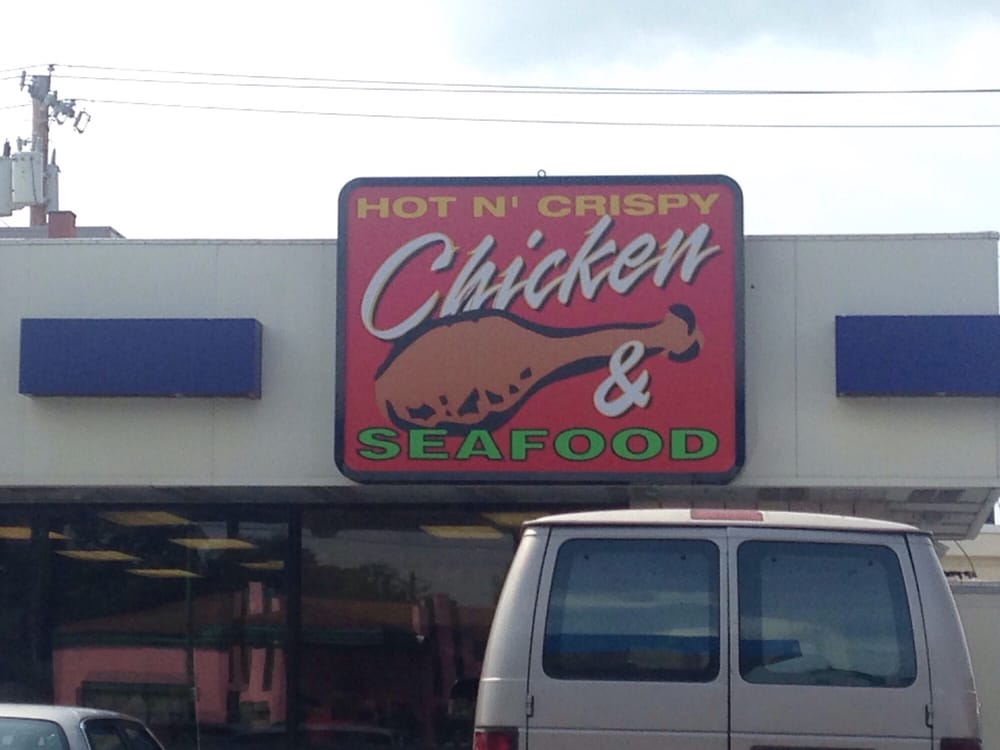 HOT N' CRISPY
Chicken
&
SEAFOOD